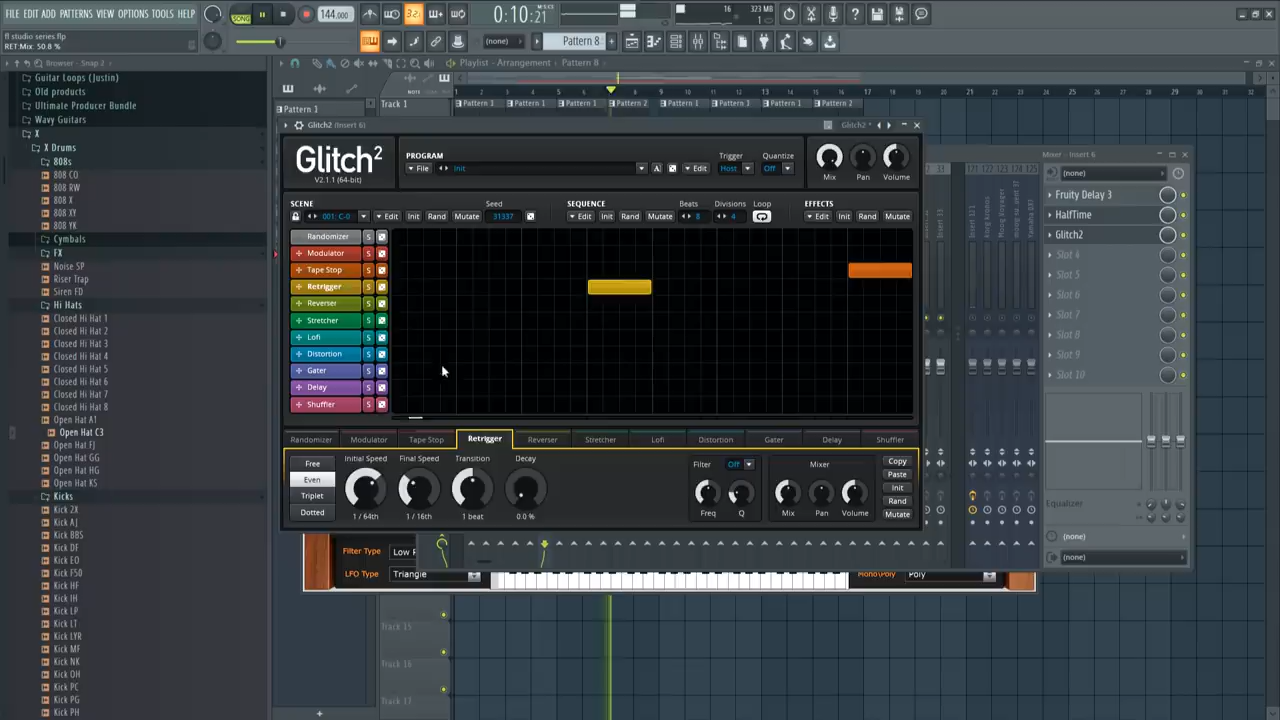 FILE EDIT ADD PATTERNS VIEW OPTIONS TOOLS HELP
SONG
144.000
0:10:21
16
323 MB
1
fl studio series.flp
RET:Mix: 50.8 %
(none)
Pattern 8
Browser - Snap 2
Playlist - Arrangement
Pattern 8
Guitar Loops (Justin)
Old products
Ultimate Producer Bundle
Wavy Guitars
X
X Drums
808s
808 CO
808 RW
808 X
808 XY
808 YK
Cymbals
FX
Noise SP
Riser Trap
Siren FD
Hi Hats
Closed Hi Hat 1
Closed Hi Hat 2
Closed Hi Hat 3
Closed Hi Hat 4
Closed Hi Hat 5
Closed Hi Hat 6
Closed Hi Hat 7
Closed Hi Hat 8
Open Hat A1
Open Hat C3
Open Hat FJ
Open Hat GG
Open Hat HG
Open Hat KS
Kicks
Kick 2X
Kick AJ
Kick BBS
Kick DF
Kick EO
Kick F50
Kick HF
Kick IH
Kick LP
Kick LT
Kick LYR
Kick MF
Kick NK
Kick OH
Kick PC
Kick PG
Kick PH
Pattern 1
Track 1
Pattern 1 Pattern 1 Pattern 1 Pattern 2 Pattern 1 Pattern 1 Pattern 1 Pattern 2
Glitch2 (Insert 6)
Glitch2
Glitch²
V2.1.1 (64-bit)
PROGRAM
File
Init
A
Edit
Trigger
Host
Quantize
Off
Mix
Pan
Volume
SCENE
001: C-0
Edit
Init
Rand
Mutate
Seed
31337
SEQUENCE
Edit
Init
Rand
Mutate
Beats
8
Divisions
4
Loop
EFFECTS
Edit
Init
Rand
Mutate
Randomizer S
Modulator S
Tape Stop S
Retrigger S
Reverser S
Stretcher S
Lofi S
Distortion S
Gater S
Delay S
Shuffler S
Randomizer Modulator Tape Stop Retrigger Reverser Stretcher Lofi Distortion Gater Delay Shuffler
Free
Even
Triplet
Dotted
Initial Speed
1 / 64th
Final Speed
1 / 16th
Transition
1 beat
Decay
0.0 %
Filter
Off
Freq
Q
Mixer
Mix
Pan
Volume
Copy
Paste
Init
Rand
Mutate
Filter Type
LFO Type
Triangle
Mono\Poly
Poly
Mixer - Insert 6
(none)
Fruity Delay 3
HalfTime
Glitch2
Slot 4
Slot 5
Slot 6
Slot 7
Slot 8
Slot 9
Slot 10
Equalizer
(none)
(none)
Track 15
Track 16
Track 17